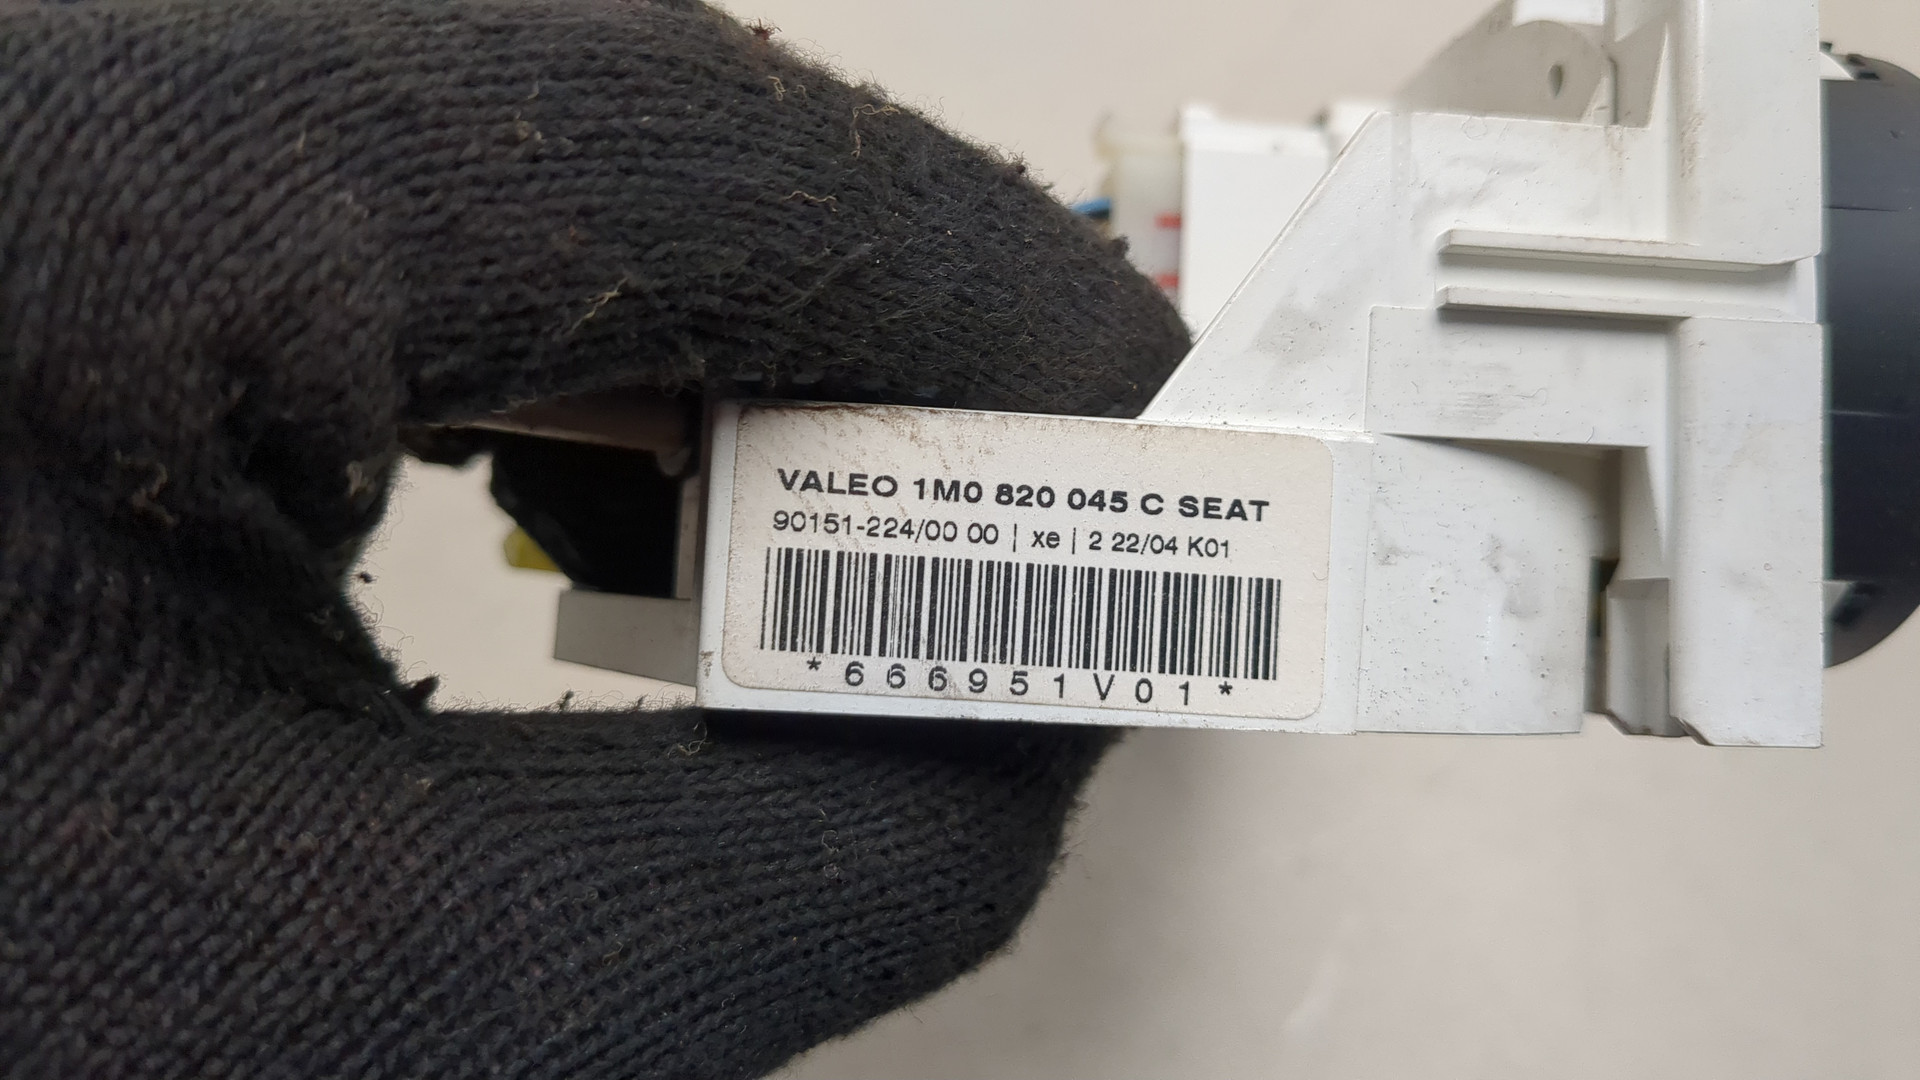 VALEO 1M0 820 045 C SEAT
90151-224/00 00 | xe | 2 22/04 K01
*666951V01*